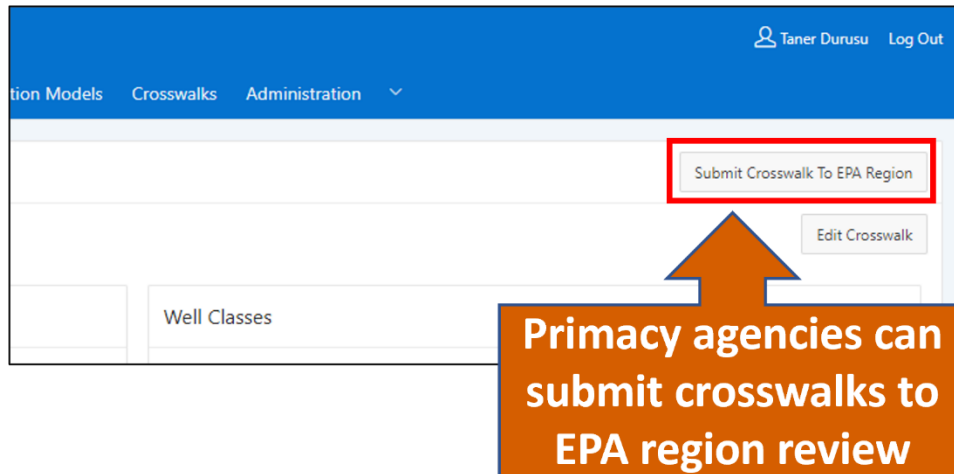 Taner Durusu Log Out
tion Models Crosswalks Administration
Submit Crosswalk To EPA Region
Edit Crosswalk
Well Classes
Primacy agencies can
submit crosswalks to
EPA region review